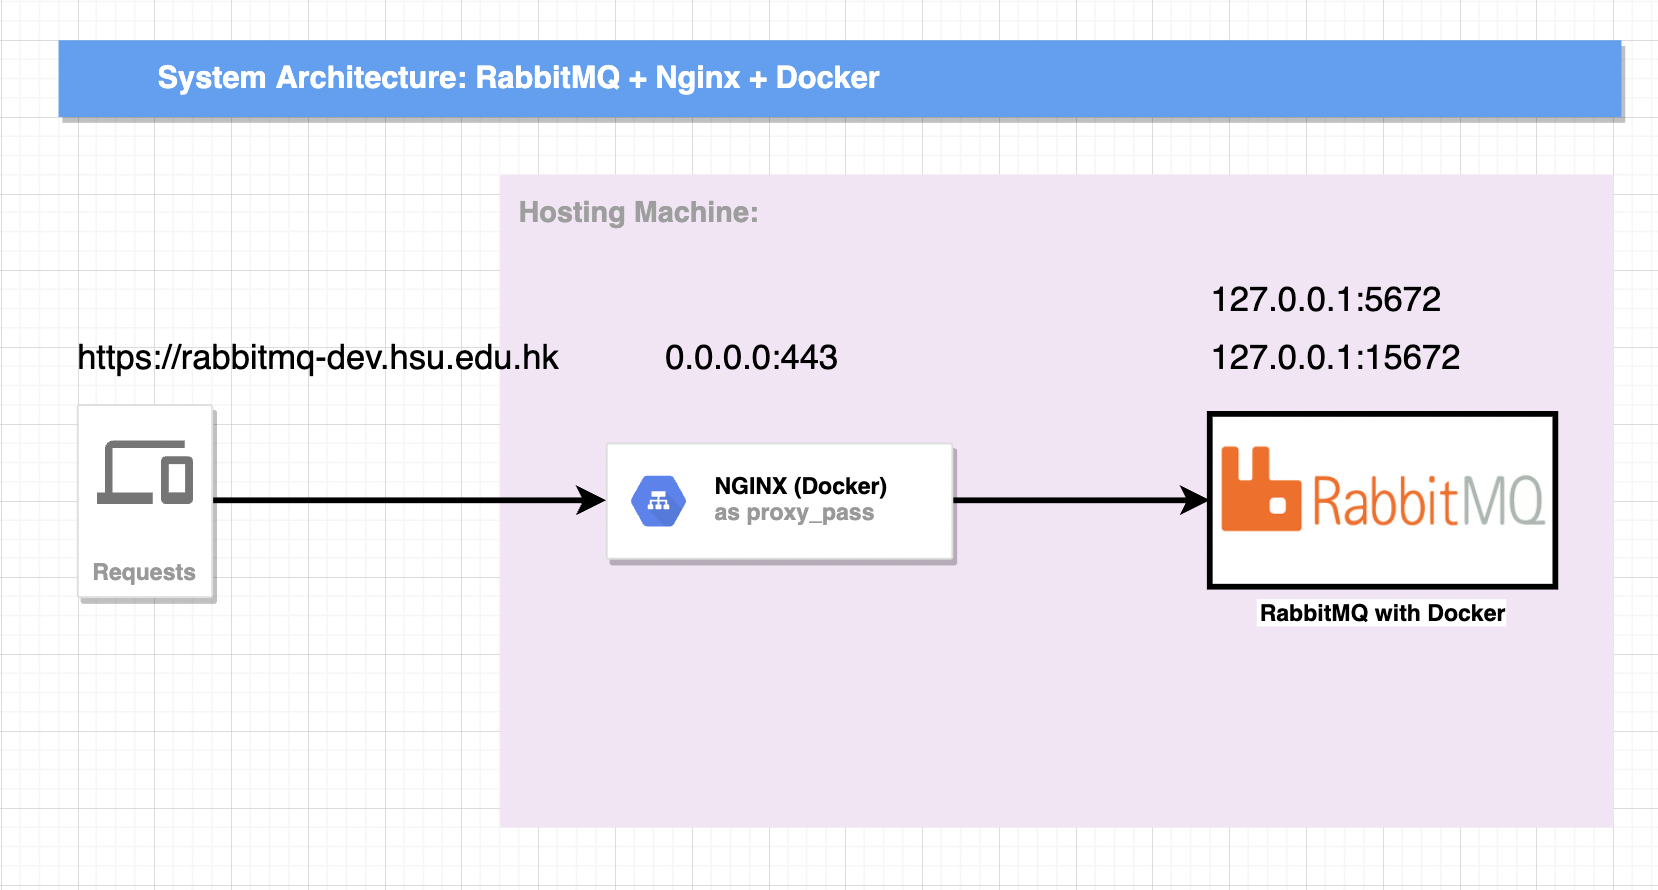 System Architecture: RabbitMQ + Nginx + Docker
Hosting Machine:
127.0.0.1:5672
https://rabbitmq-dev.hsu.edu.hk
0.0.0.0:443
127.0.0.1:15672
Requests
NGINX (Docker)
as proxy_pass
RabbitMQ
RabbitMQ with Docker